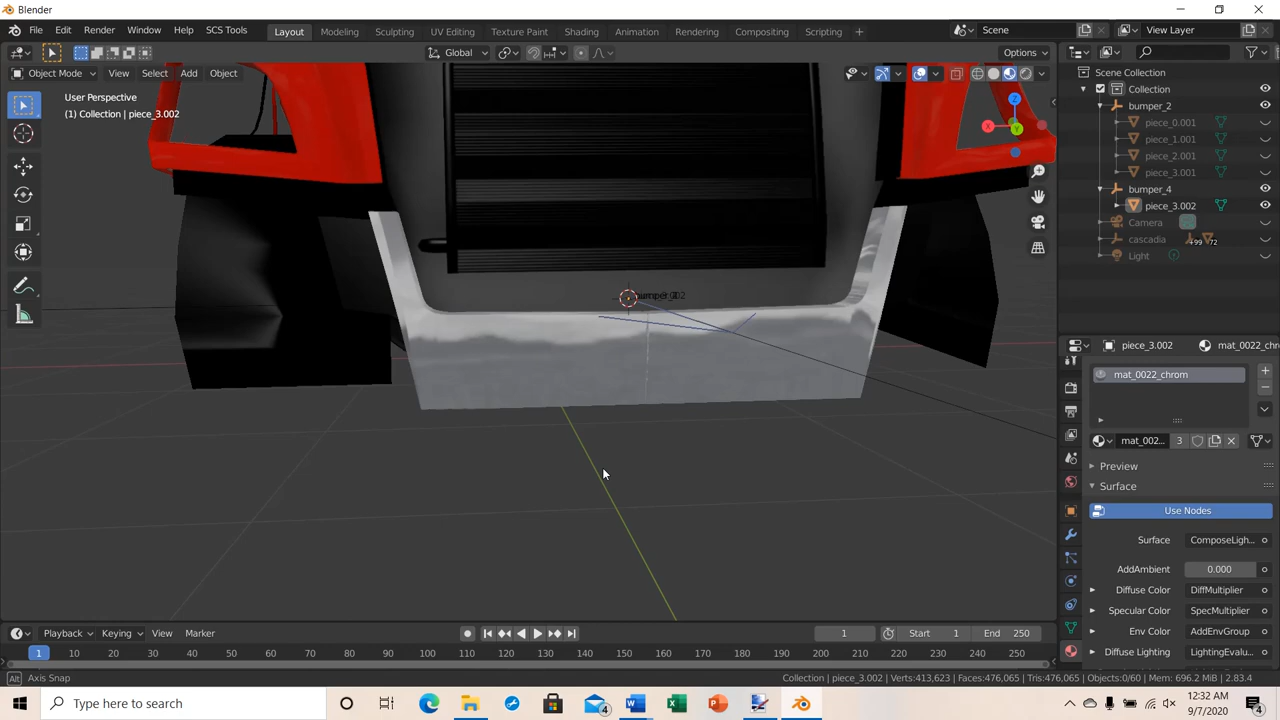 Blender
File Edit Render Window Help SCS Tools Layout Modeling Sculpting UV Editing Texture Paint Shading Animation Rendering Compositing Scripting + Scene View Layer
Global Options
Object Mode View Select Add Object
User Perspective
(1) Collection | piece_3.002
Z
X
Y
Scene Collection
Collection
bumper_2
piece_0.001
piece_1.001
piece_2.001
piece_3.001
bumper_4
piece_3.002
Camera
cascadia +99 72
Light
piece_3.002 mat_0022_chro
mat_0022_chrom
mat_002... 3
Preview
Surface
Use Nodes
Surface ComposeLigh...
AddAmbient 0.000
Diffuse Color DiffMultiplier
Specular Color SpecMultiplier
Env Color AddEnvGroup
Diffuse Lighting LightingEvalu...
Playback Keying View Marker 1 Start 1 End 250
1 10 20 30 40 50 60 70 80 90 100 110 120 130 140 150 160 170 180 190 200 210 220 230 240 250
Alt Axis Snap Collection | piece_3.002 | Verts:413,623 | Faces:476,065 | Tris:476,065 | Objects:0/60 | Mem: 696.2 MiB | 2.83.4
Type here to search 4 12:32 AM
9/7/2020 4